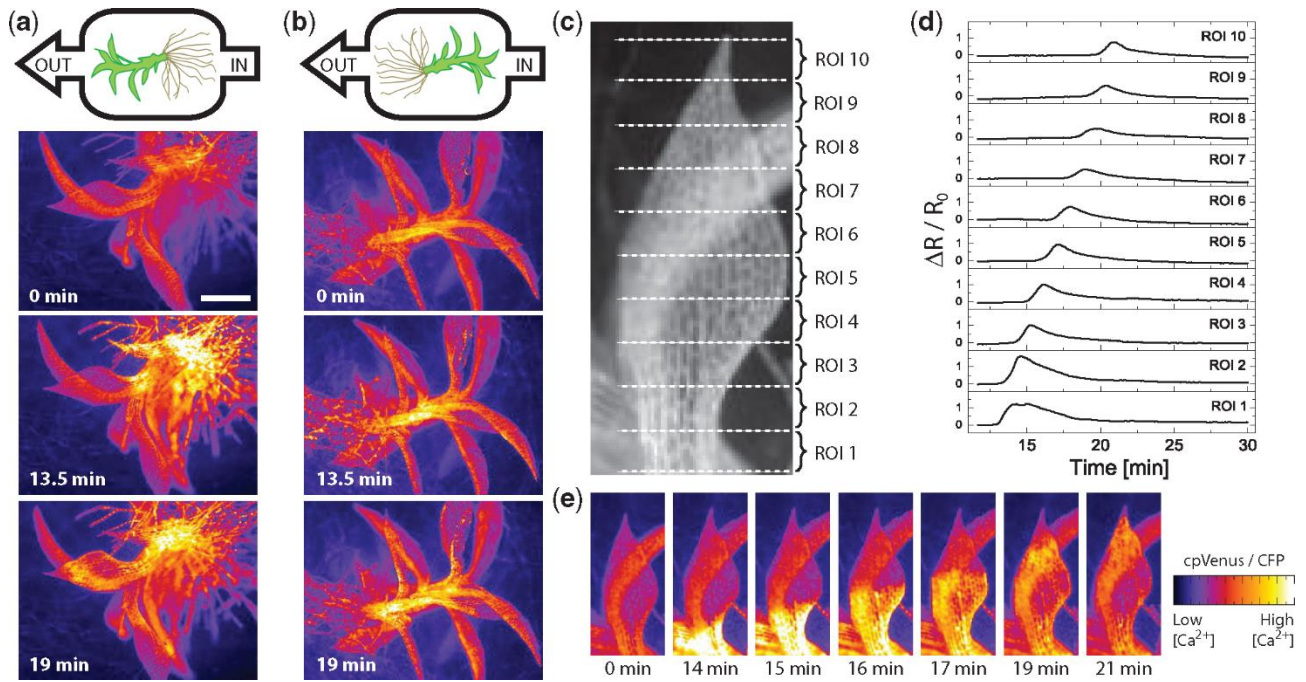 (a)
OUT
IN
0 min
13.5 min
19 min
(b)
OUT
IN
0 min
13.5 min
19 min
(c)
ROI 10
ROI 9
ROI 8
ROI 7
ROI 6
ROI 5
ROI 4
ROI 3
ROI 2
ROI 1
(d)
ΔR / R₀
1
0
ROI 10
1
0
ROI 9
1
0
ROI 8
1
0
ROI 7
1
0
ROI 6
1
0
ROI 5
1
0
ROI 4
1
0
ROI 3
1
0
ROI 2
1
0
ROI 1
15 20 25 30
Time [min]
(e)
0 min 14 min 15 min 16 min 17 min 19 min 21 min
cpVenus / CFP
Low High
[Ca²⁺] [Ca²⁺]